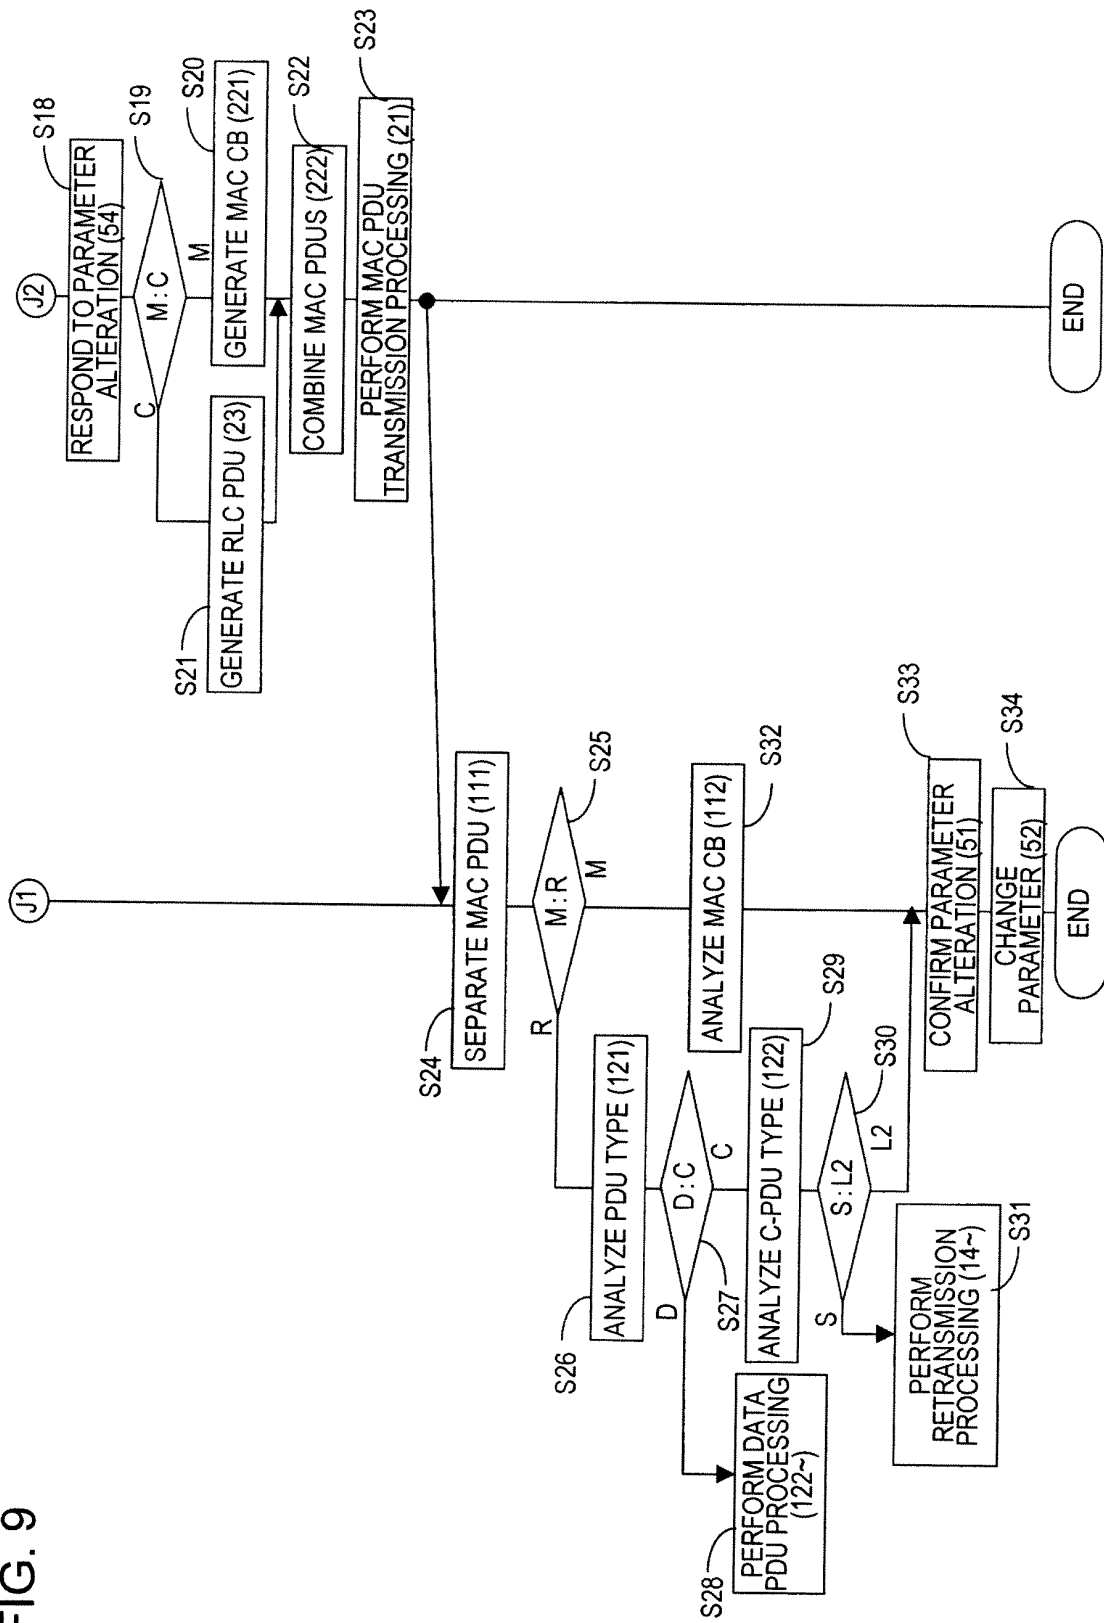 FIG. 9
J1
J2
S18
RESPOND TO PARAMETER
ALTERATION (54)
S19
M : C
C
M
S20
GENERATE MAC CB (221)
S21
GENERATE RLC PDU (23)
S22
COMBINE MAC PDUS (222)
S23
PERFORM MAC PDU
TRANSMISSION PROCESSING (21)
END
S24
SEPARATE MAC PDU (111)
S25
M : R
R
M
S26
ANALYZE PDU TYPE (121)
S27
D : C
D
C
S28
PERFORM DATA
PDU PROCESSING
(122~)
S29
ANALYZE C-PDU TYPE (122)
S30
S : L2
S
L2
S31
PERFORM
RETRANSMISSION
PROCESSING (14~)
S32
ANALYZE MAC CB (112)
S33
CONFIRM PARAMETER
ALTERATION (51)
S34
CHANGE
PARAMETER (52)
END